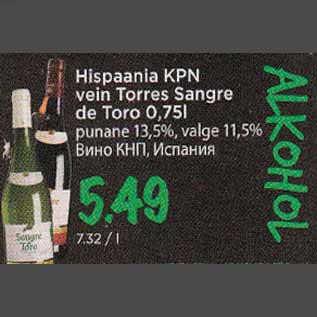 Hispaania KPN
vein Torres Sangre
de Toro 0,75l
punane 13,5%, valge 11,5%
Вино КНП, Испания
5.49
7.32 / l
ALKOHOL
Sangre
Toro